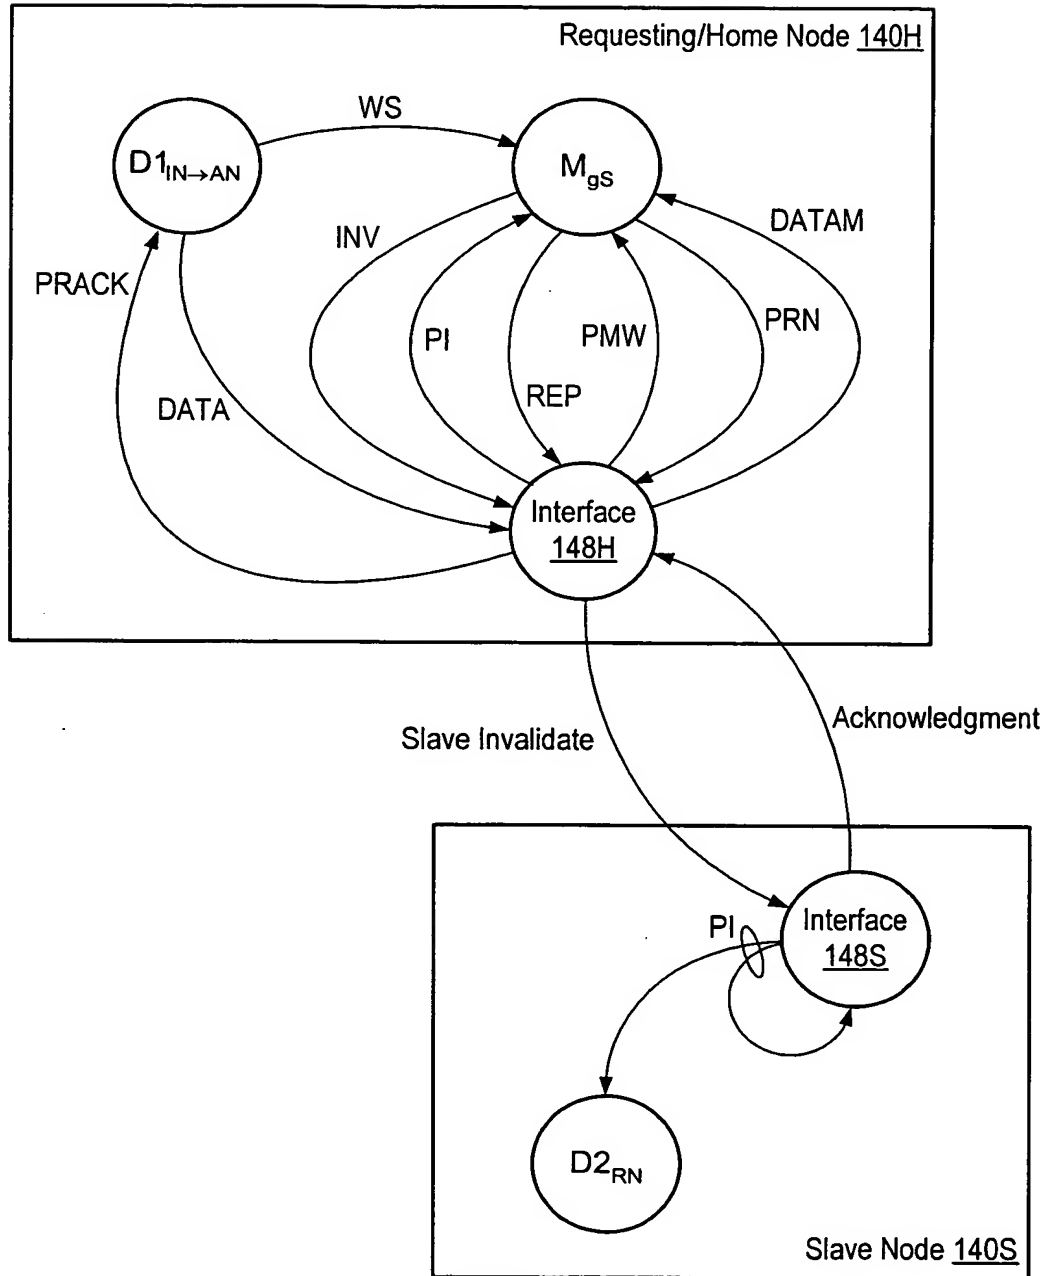 Requesting/Home Node 140H
WS
D1IN→AN
MgS
DATAM
INV
PRACK
PI
PMW
PRN
REP
DATA
Interface
148H
Slave Invalidate
Acknowledgment
PI
Interface
148S
D2RN
Slave Node 140S